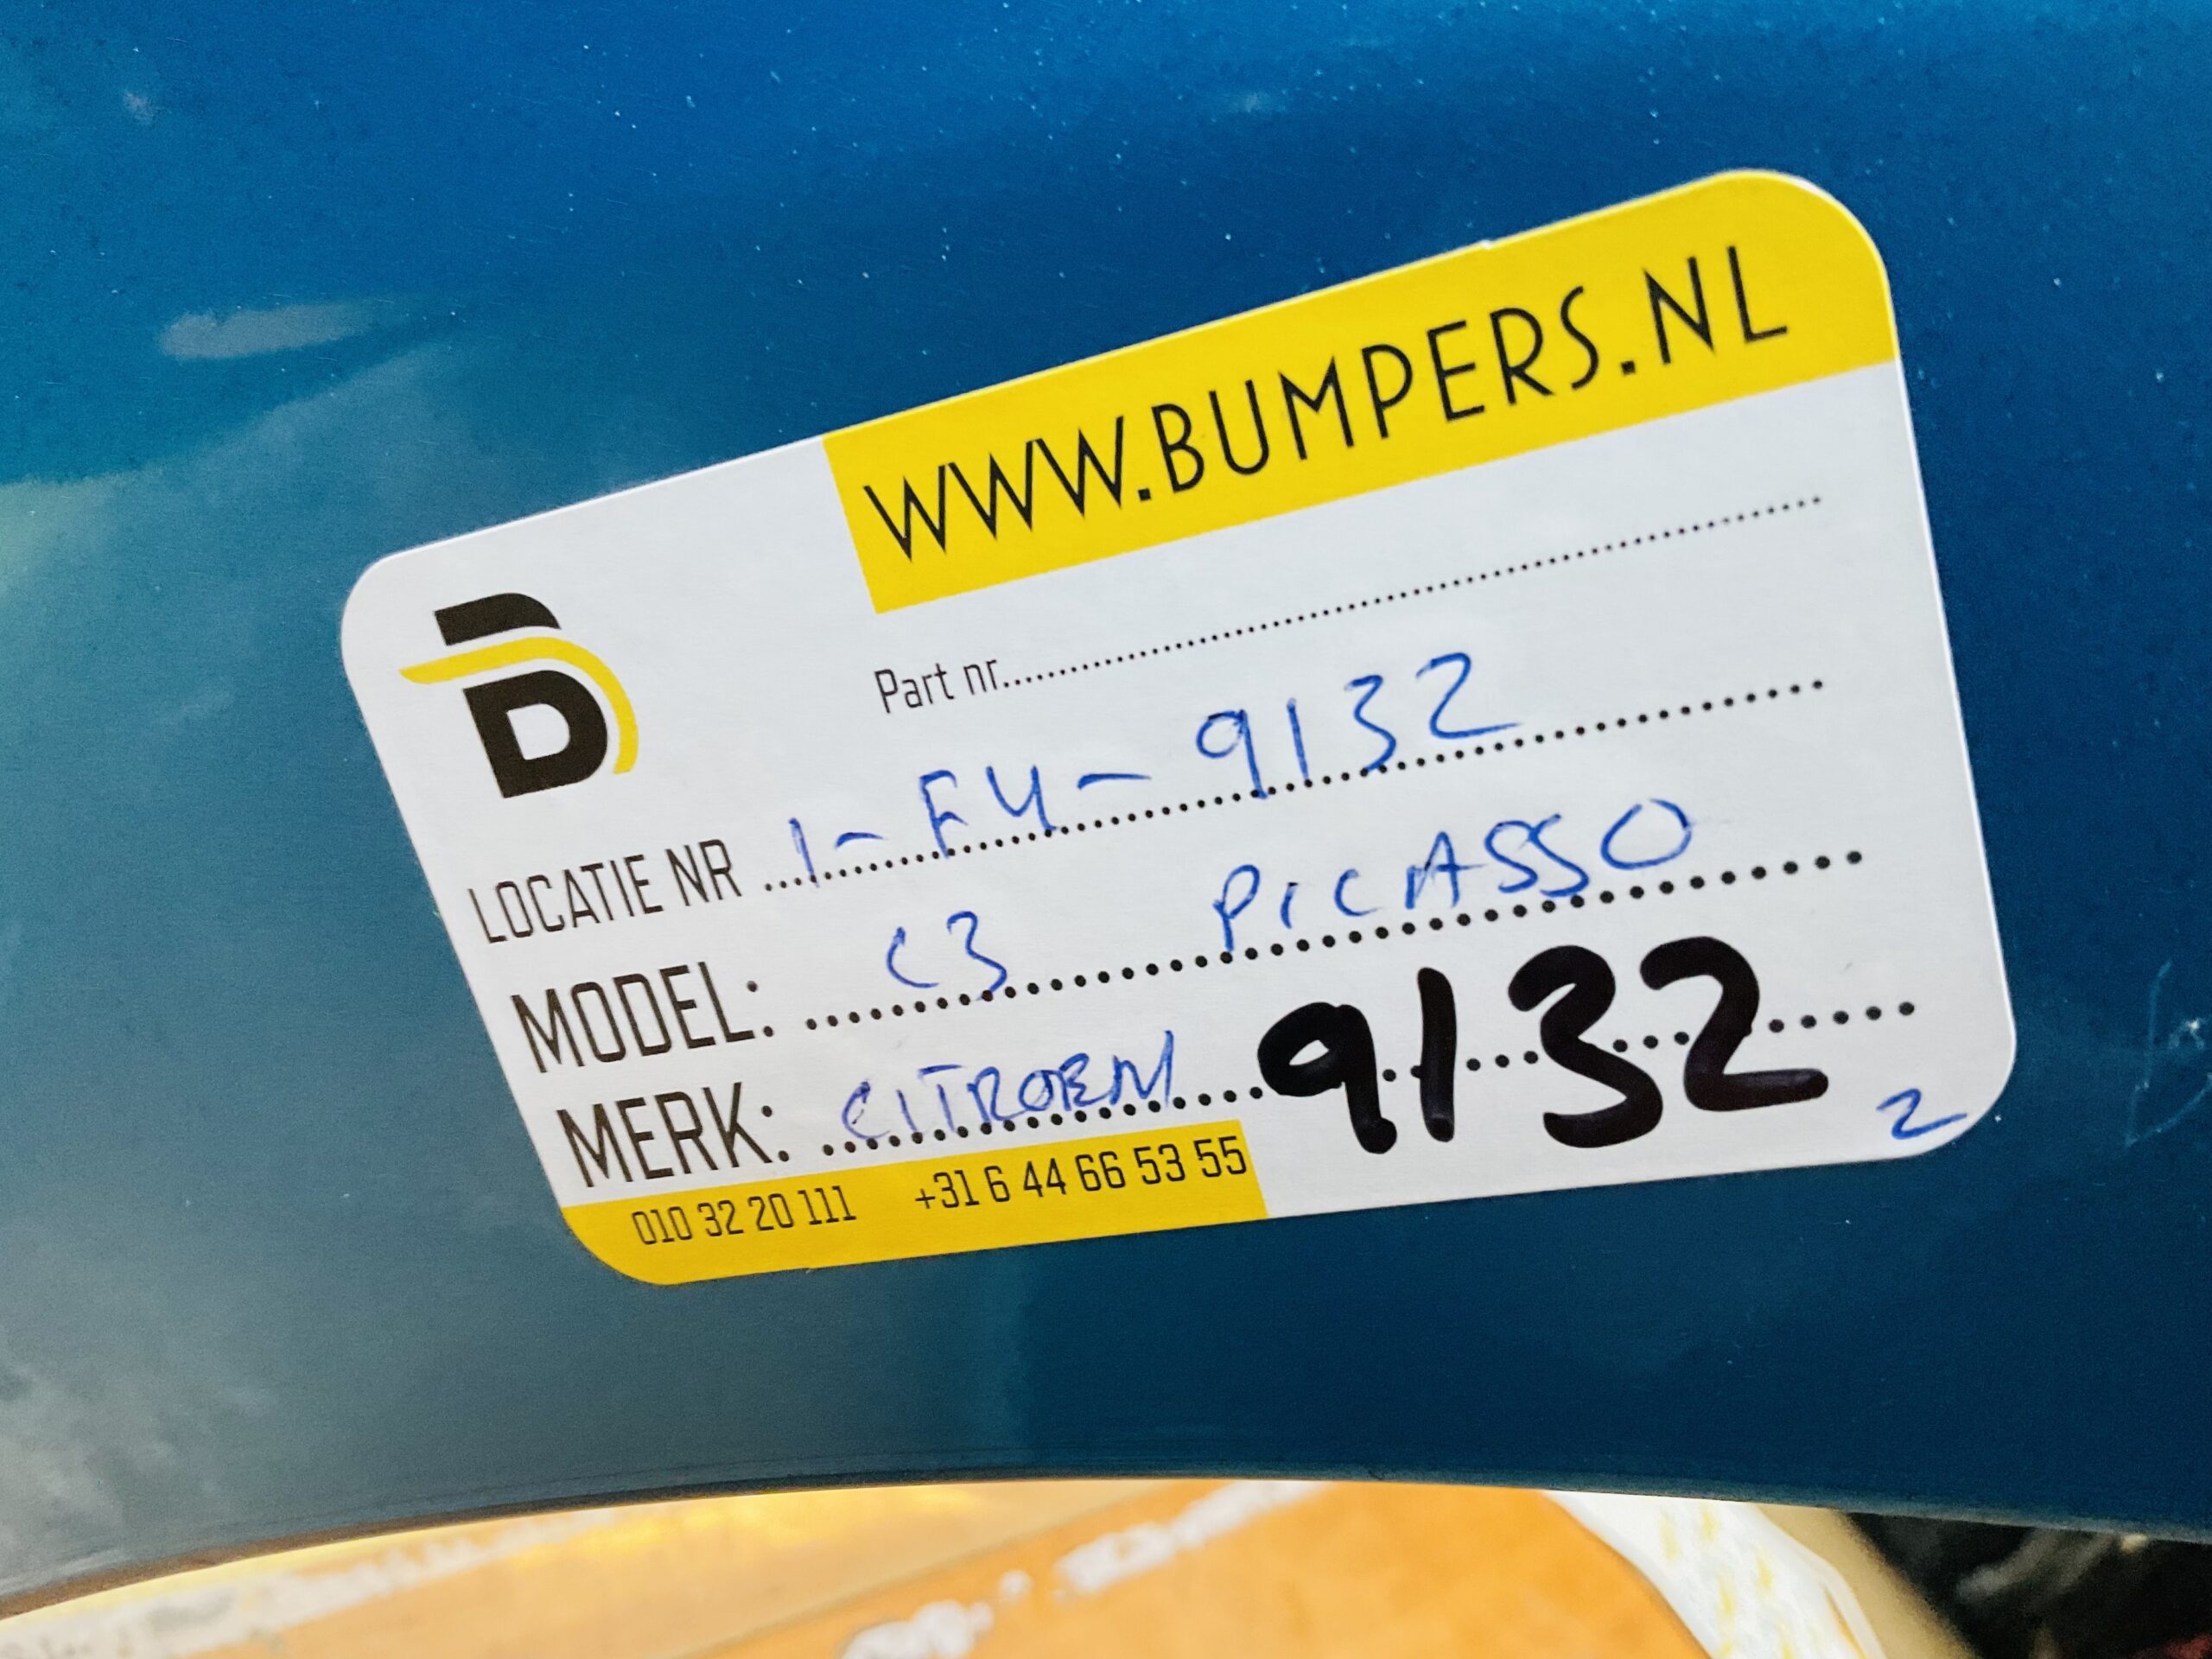 WWW.BUMPERS.NL
B
Part nr..............................
LOCATIE NR 1-F4-9132
MODEL: C3 PICASSO
MERK: CITROEN 9132
2
010 32 20 111 +31 6 44 66 53 55